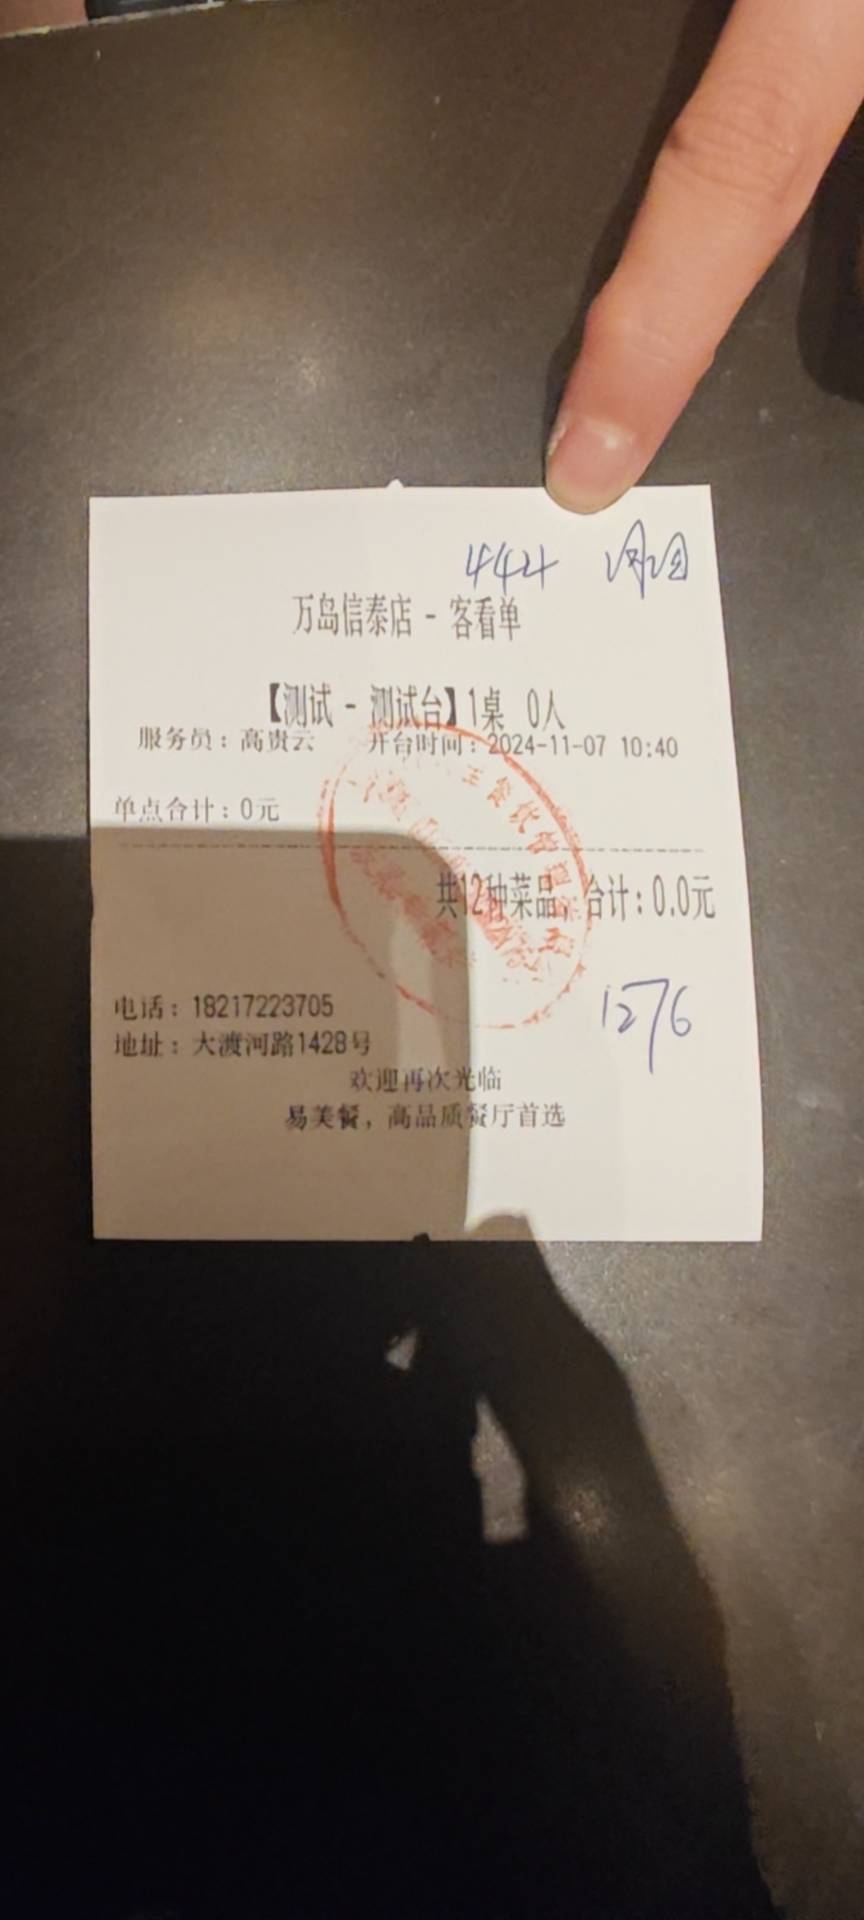 444
万岛信泰店 - 客看单
【测试 - 测试台】1桌 0人
服务员：高贵云 开台时间：2024-11-07 10:40
单点合计：0元
共12种菜品，合计：0.0元
1276
电话：18217223705
地址：大渡河路1428号
欢迎再次光临
易美餐，高品质餐厅首选